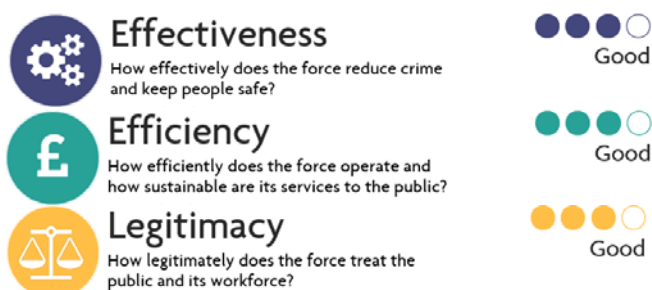 Effectiveness
Good
How effectively does the force reduce crime
and keep people safe?
£
Efficiency
Good
How efficiently does the force operate and
how sustainable are its services to the public?
Legitimacy
Good
How legitimately does the force treat the
public and its workforce?